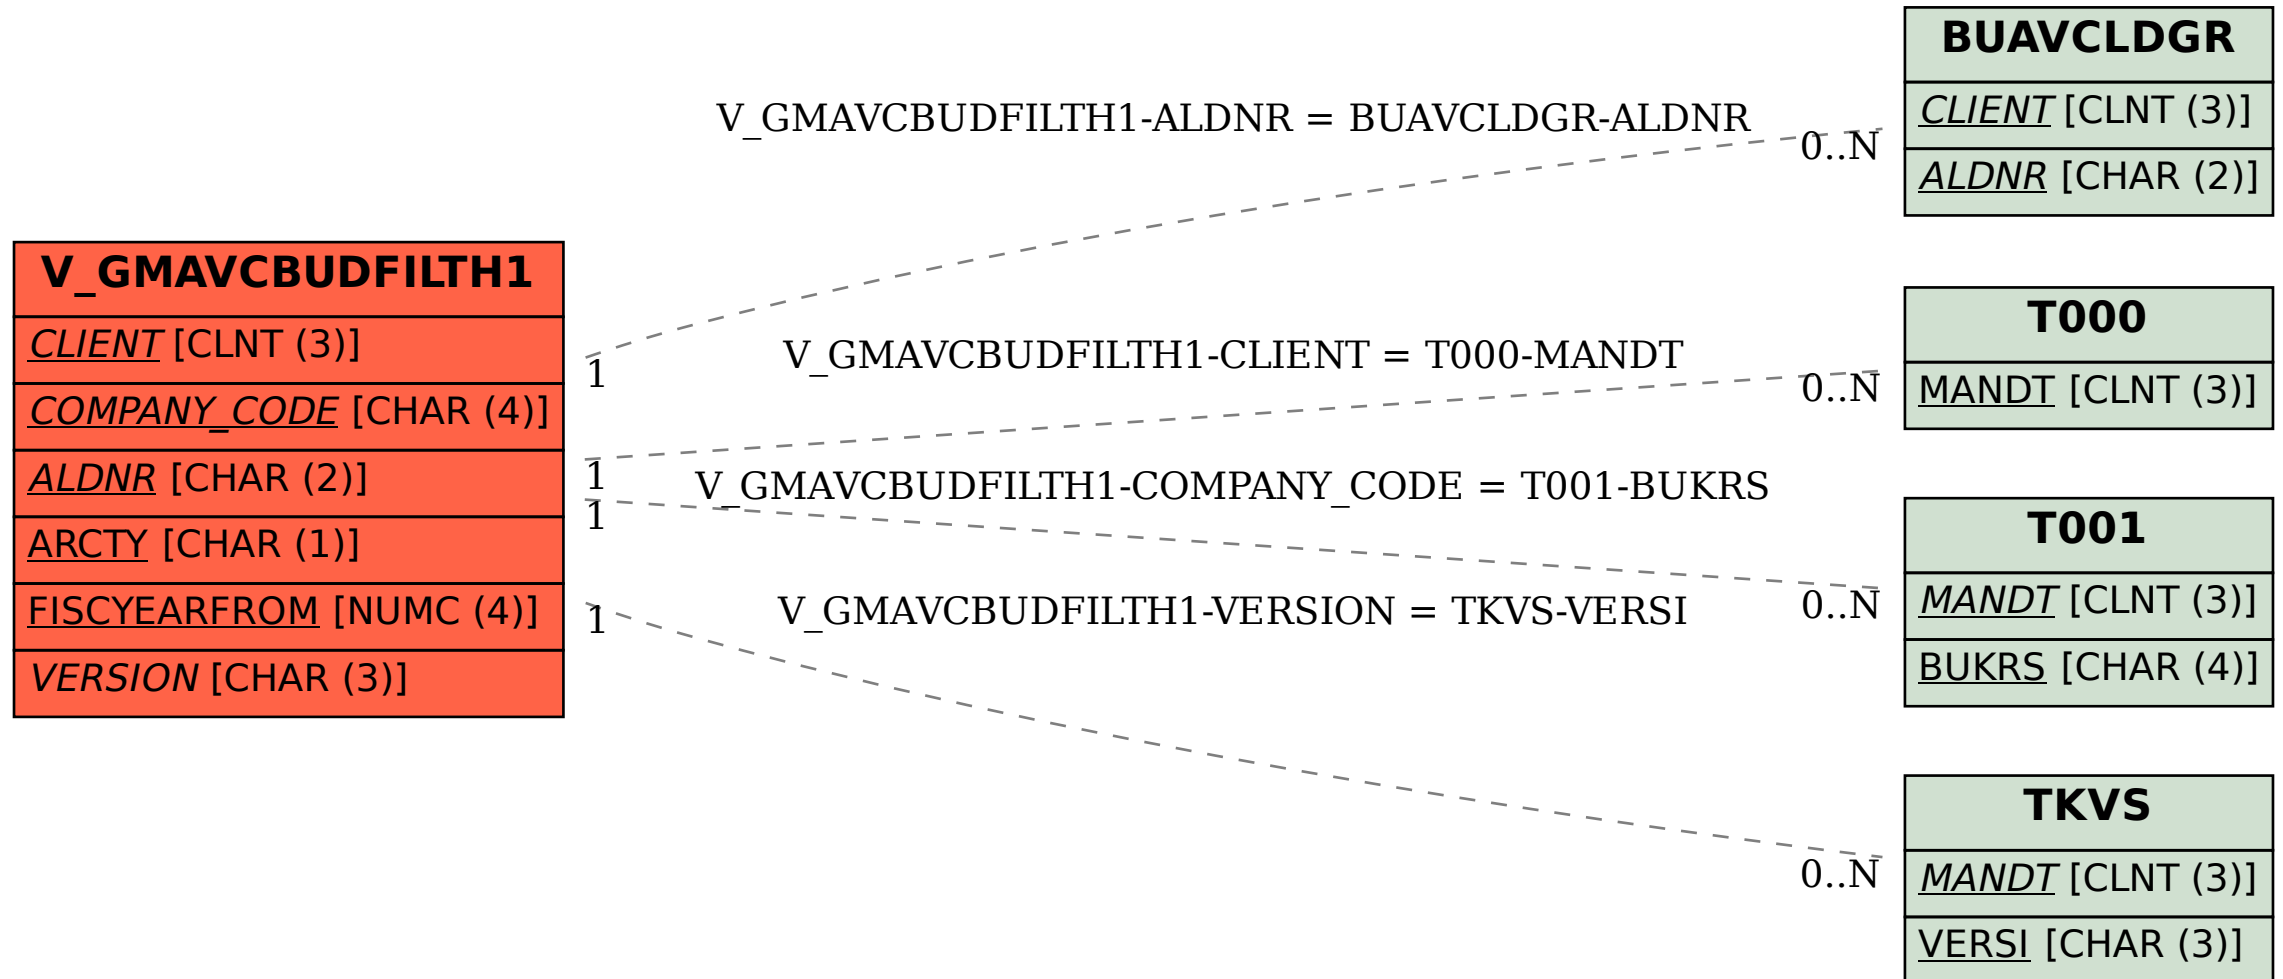 V_GMAVCBUDFILTH1
CLIENT [CLNT (3)]
COMPANY_CODE [CHAR (4)]
ALDNR [CHAR (2)]
ARCTY [CHAR (1)]
FISCYEARFROM [NUMC (4)]
VERSION [CHAR (3)]
V_GMAVCBUDFILTH1-ALDNR = BUAVCLDGR-ALDNR
0..N
1
V_GMAVCBUDFILTH1-CLIENT = T000-MANDT
0..N
1
V_GMAVCBUDFILTH1-COMPANY_CODE = T001-BUKRS
0..N
1
V_GMAVCBUDFILTH1-VERSION = TKVS-VERSI
0..N
1
BUAVCLDGR
CLIENT [CLNT (3)]
ALDNR [CHAR (2)]
T000
MANDT [CLNT (3)]
T001
MANDT [CLNT (3)]
BUKRS [CHAR (4)]
TKVS
MANDT [CLNT (3)]
VERSI [CHAR (3)]